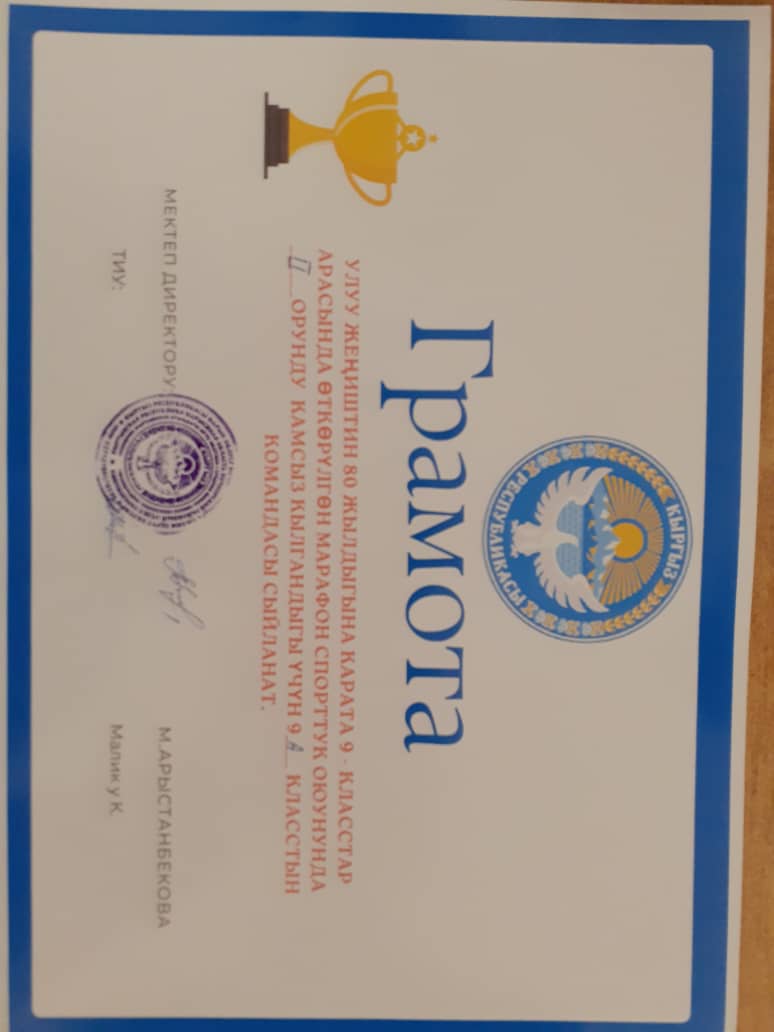 КЫРГЫЗ
РЕСПУБЛИКАСЫ
Грамота
УЛУУ ЖЕҢИШТИН 80 ЖЫЛДЫГЫНА КАРАТА 9 - КЛАССТАР
АРАСЫНДА ӨТКӨРҮЛГӨН МАРАФОН СПОРТТУК ОЮУНУНДА
II ОРУНДУ КАМСЫЗ КЫЛГАНДЫГЫ ҮЧҮН 9 А КЛАССТЫН
КОМАНДАСЫ СЫЙЛАНАТ.
МЕКТЕП ДИРЕКТОРУ: М.АРЫСТАНБЕКОВА
ТИУ: Малик у К.